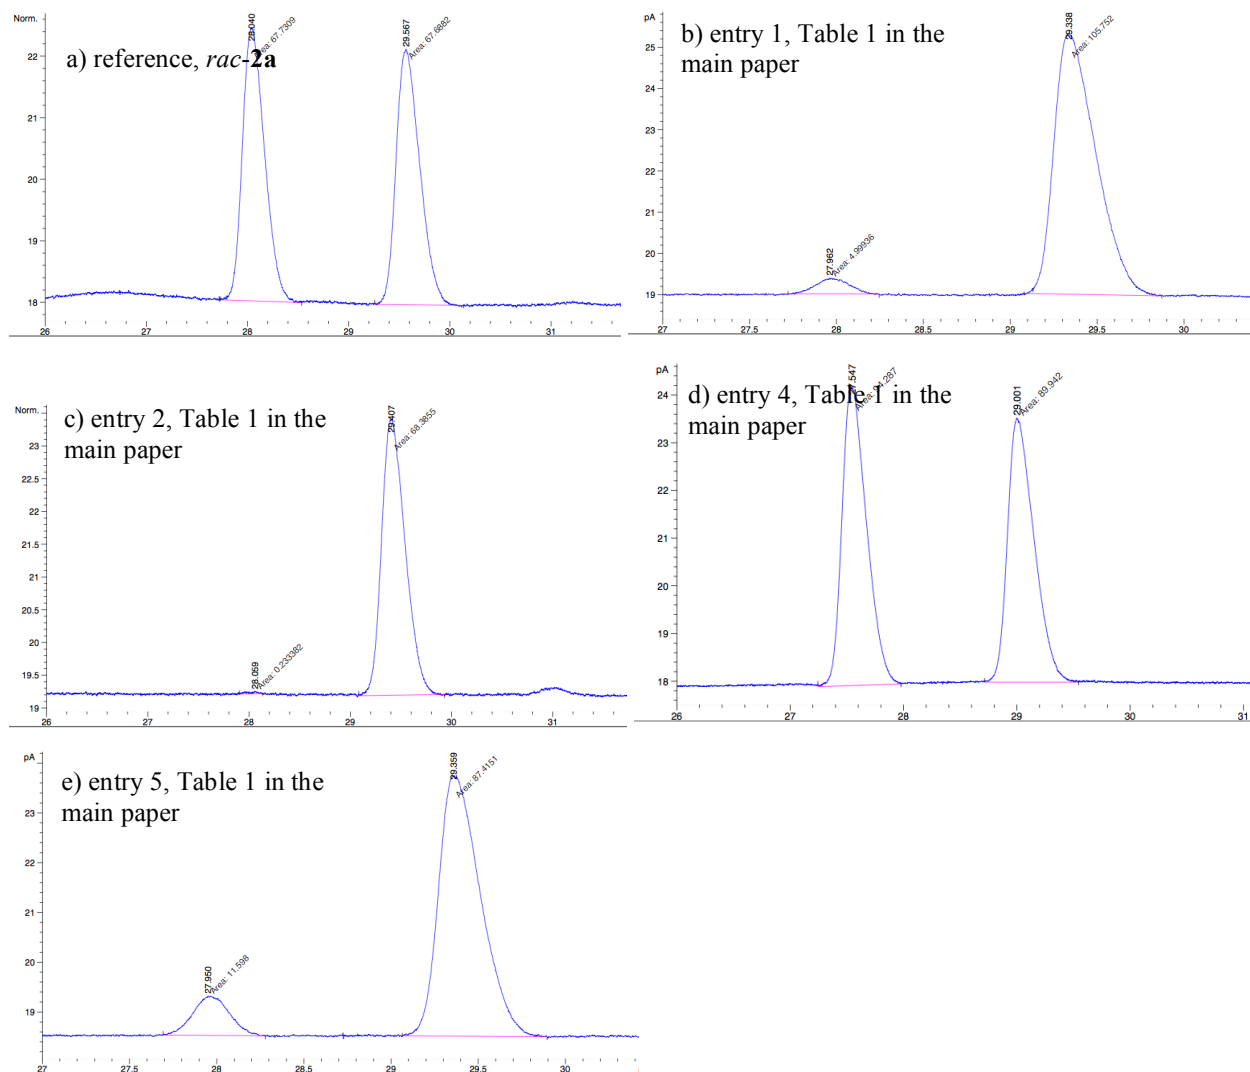 a) reference, rac-2a
Norm.
22
21
20
19
18
26 27 28 29 30 31
28.040
Area: 67.7309
29.567
Area: 67.6882
b) entry 1, Table 1 in the
main paper
pA
25
24
23
22
21
20
19
27 27.5 28 28.5 29 29.5 30
27.962
Area: 4.99936
29.338
Area: 105.752
c) entry 2, Table 1 in the
main paper
Norm.
23
22.5
22
21.5
21
20.5
20
19.5
19
26 27 28 29 30 31
28.059
Area: 0.233382
29.407
Area: 68.3855
d) entry 4, Table 1 in the
main paper
pA
24
23
22
21
20
19
18
26 27 28 29 30 31
27.547
29.001
Area: 89.942
e) entry 5, Table 1 in the
main paper
pA
23
22
21
20
19
27 27.5 28 28.5 29 29.5 30
27.950
Area: 11.598
29.359
Area: 87.4151